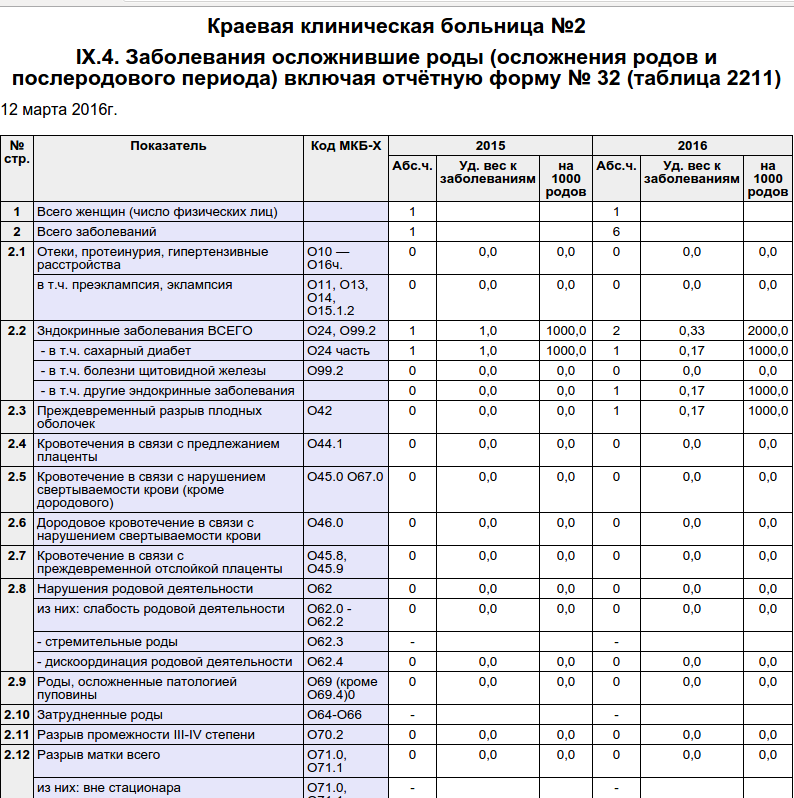 Краевая клиническая больница №2
IX.4. Заболевания осложнившие роды (осложнения родов и
послеродового периода) включая отчётную форму № 32 (таблица 2211)
12 марта 2016г.
№ стр. Показатель Код МКБ-X 2015 2016
Абс.ч. Уд. вес к заболеваниям на 1000 родов Абс.ч. Уд. вес к заболеваниям на 1000 родов
1 Всего женщин (число физических лиц) 1 1
2 Всего заболеваний 1 6
2.1 Отеки, протеинурия, гипертензивные расстройства O10 — O16ч. 0 0,0 0,0 0 0,0 0,0
в т.ч. преэклампсия, эклампсия O11, O13, O14, O15.1.2 0 0,0 0,0 0 0,0 0,0
2.2 Зндокринные заболевания ВСЕГО O24, O99.2 1 1,0 1000,0 2 0,33 2000,0
- в т.ч. сахарный диабет O24 часть 1 1,0 1000,0 1 0,17 1000,0
- в т.ч. болезни щитовидной железы O99.2 0 0,0 0,0 0 0,0 0,0
- в т.ч. другие эндокринные заболевания 0 0,0 0,0 1 0,17 1000,0
2.3 Преждевременный разрыв плодных оболочек O42 0 0,0 0,0 1 0,17 1000,0
2.4 Кровотечения в связи с предлежанием плаценты O44.1 0 0,0 0,0 0 0,0 0,0
2.5 Кровотечение в связи с нарушением свертываемости крови (кроме дородового) O45.0 O67.0 0 0,0 0,0 0 0,0 0,0
2.6 Дородовое кровотечение в связи с нарушением свертываемости крови O46.0 0 0,0 0,0 0 0,0 0,0
2.7 Кровотечение в связи с преждевременной отслойкой плаценты O45.8, O45.9 0 0,0 0,0 0 0,0 0,0
2.8 Нарушения родовой деятельности O62 0 0,0 0,0 0 0,0 0,0
из них: слабость родовой деятельности O62.0 - O62.2 0 0,0 0,0 0 0,0 0,0
- стремительные роды O62.3 - -
- дискоординация родовой деятельности O62.4 0 0,0 0,0 0 0,0 0,0
2.9 Роды, осложненные патологией пуповины O69 (кроме O69.4)0 0 0,0 0,0 0 0,0 0,0
2.10 Затрудненные роды O64-O66 - -
2.11 Разрыв промежности III-IV степени O70.2 0 0,0 0,0 0 0,0 0,0
2.12 Разрыв матки всего O71.0, O71.1 0 0,0 0,0 0 0,0 0,0
из них: вне стационара O71.0, - -